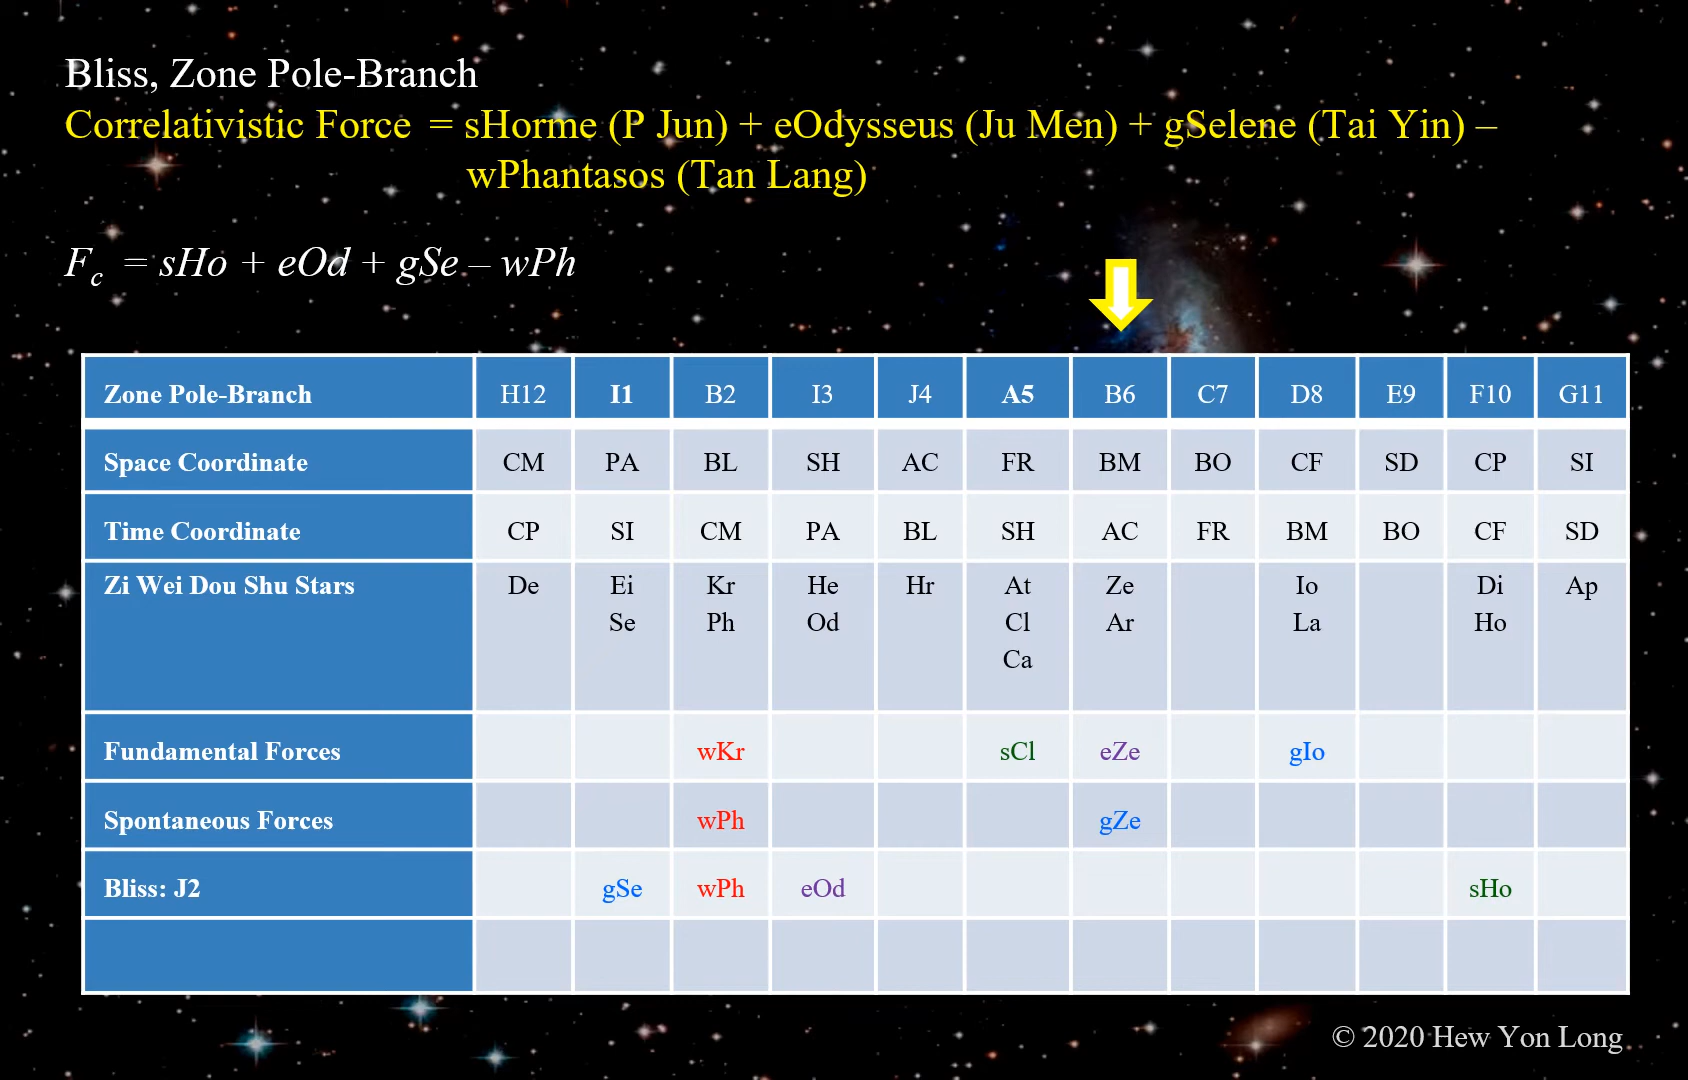 Bliss, Zone Pole-Branch
Correlativistic Force = sHorme (P Jun) + eOdysseus (Ju Men) + gSelene (Tai Yin) –
wPhantasos (Tan Lang)
Fc = sHo + eOd + gSe – wPh
Zone Pole-Branch H12 I1 B2 I3 J4 A5 B6 C7 D8 E9 F10 G11
Space Coordinate CM PA BL SH AC FR BM BO CF SD CP SI
Time Coordinate CP SI CM PA BL SH AC FR BM BO CF SD
Zi Wei Dou Shu Stars De Ei Kr He Hr At Ze Io Di Ap
Se Ph Od Cl Ar La Ho
Ca
Fundamental Forces wKr sCl eZe gIo
Spontaneous Forces wPh gZe
Bliss: J2 gSe wPh eOd sHo
© 2020 Hew Yon Long